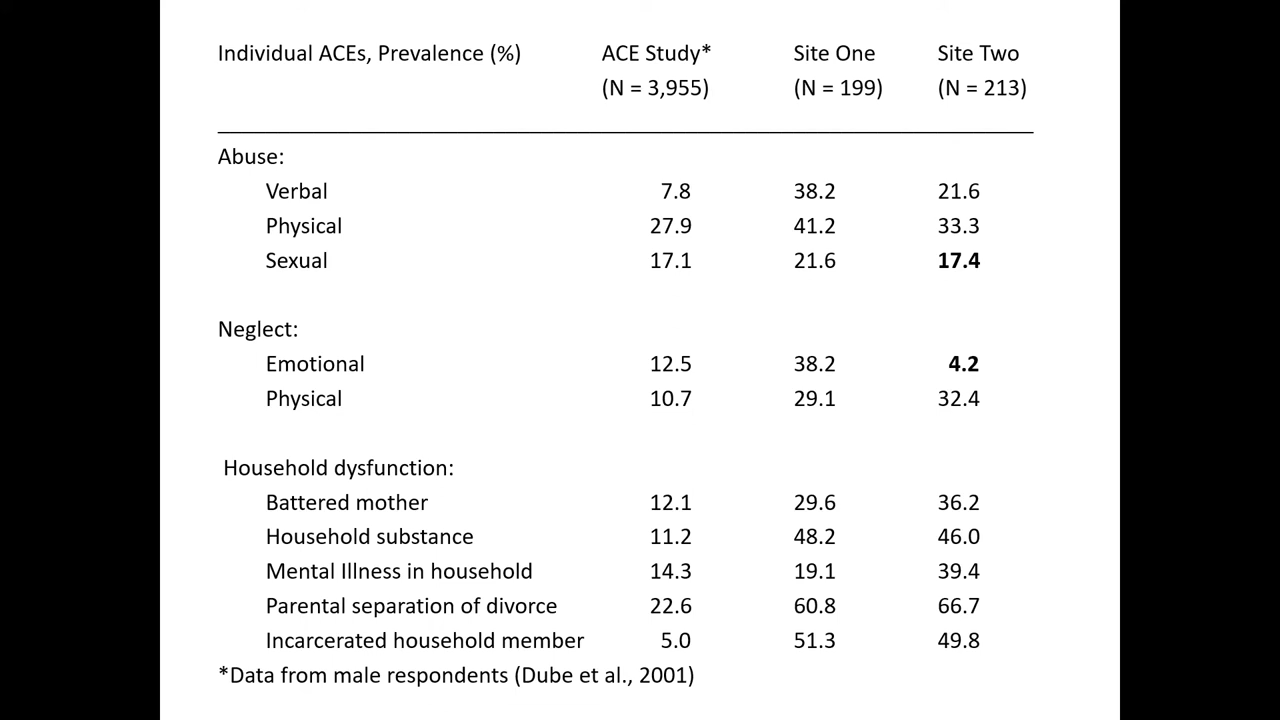 Individual ACEs, Prevalence (%) ACE Study* Site One Site Two
(N = 3,955) (N = 199) (N = 213)
Abuse:
Verbal 7.8 38.2 21.6
Physical 27.9 41.2 33.3
Sexual 17.1 21.6 17.4
Neglect:
Emotional 12.5 38.2 4.2
Physical 10.7 29.1 32.4
Household dysfunction:
Battered mother 12.1 29.6 36.2
Household substance 11.2 48.2 46.0
Mental Illness in household 14.3 19.1 39.4
Parental separation of divorce 22.6 60.8 66.7
Incarcerated household member 5.0 51.3 49.8
*Data from male respondents (Dube et al., 2001)